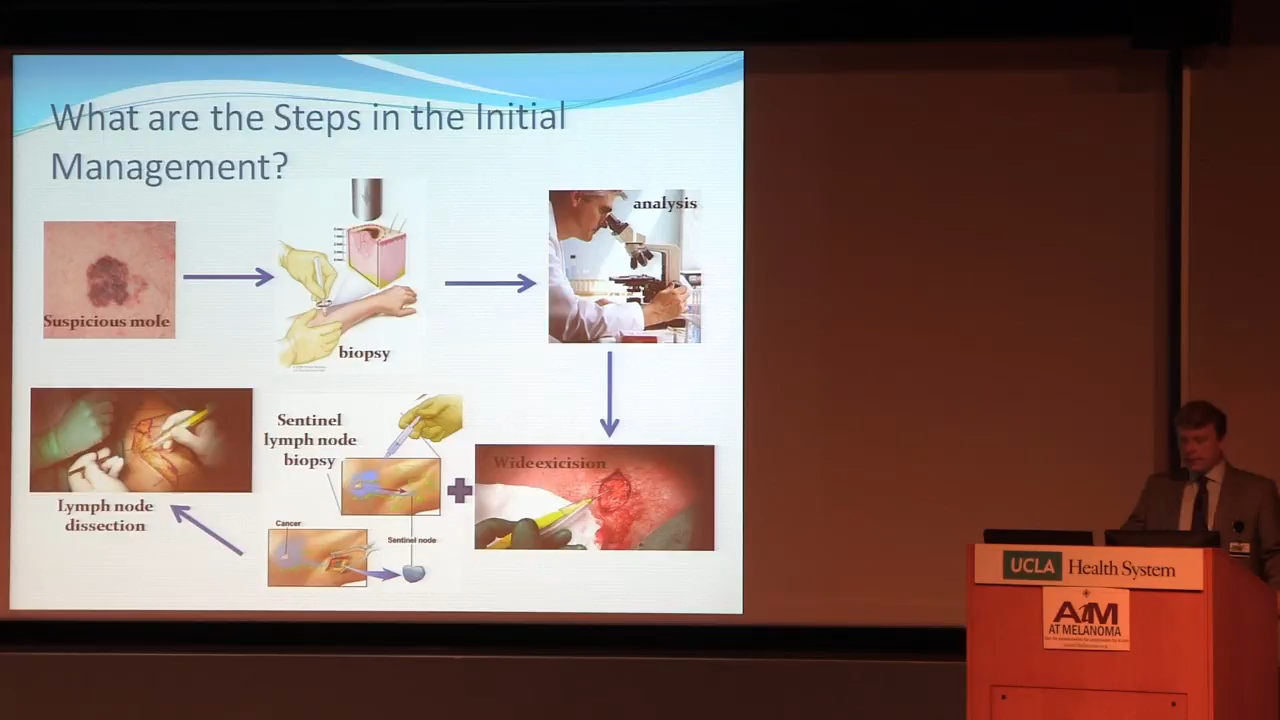 What are the Steps in the Initial
Management?
Suspicious mole
biopsy
analysis
Lymph node
dissection
Sentinel
lymph node
biopsy
Cancer
Sentinel node
Wide exicision
UCLA Health System
AIM
AT MELANOMA